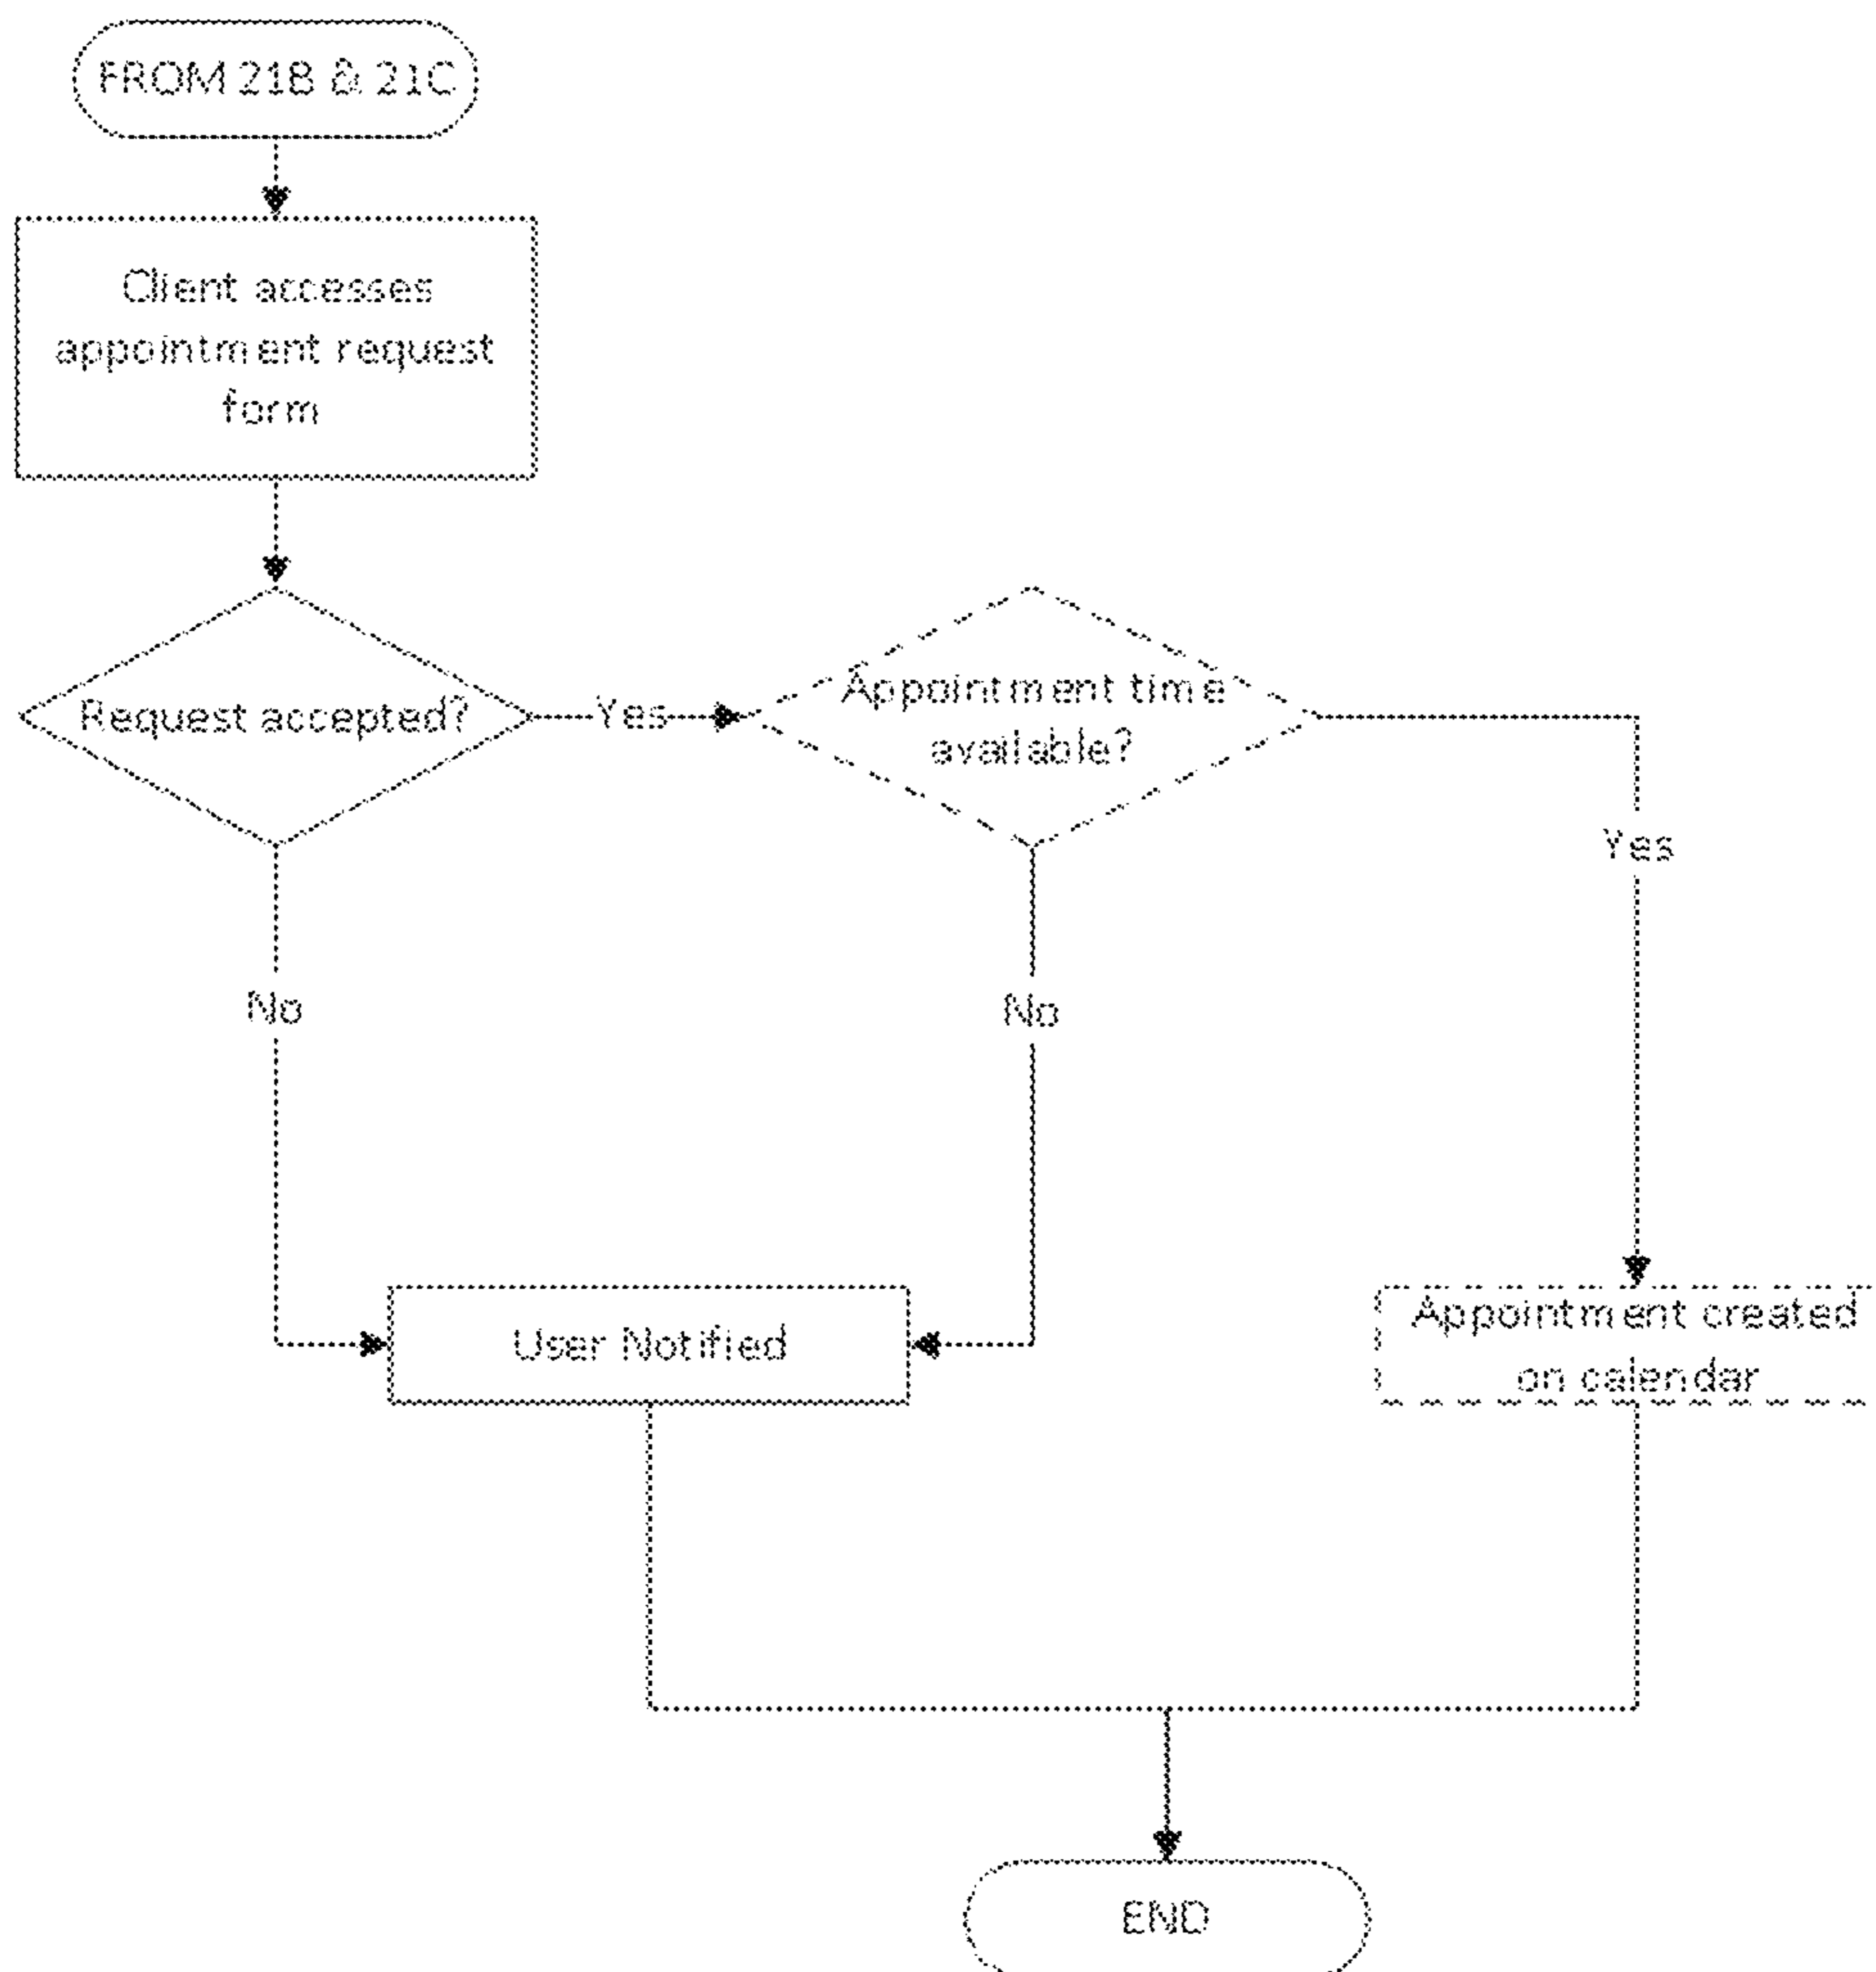 FROM 21B & 21C
Client accesses
appointment request
form
Request accepted?
Yes
Appointment time
available?
Yes
No
No
User Notified
Appointment created
on calendar
END